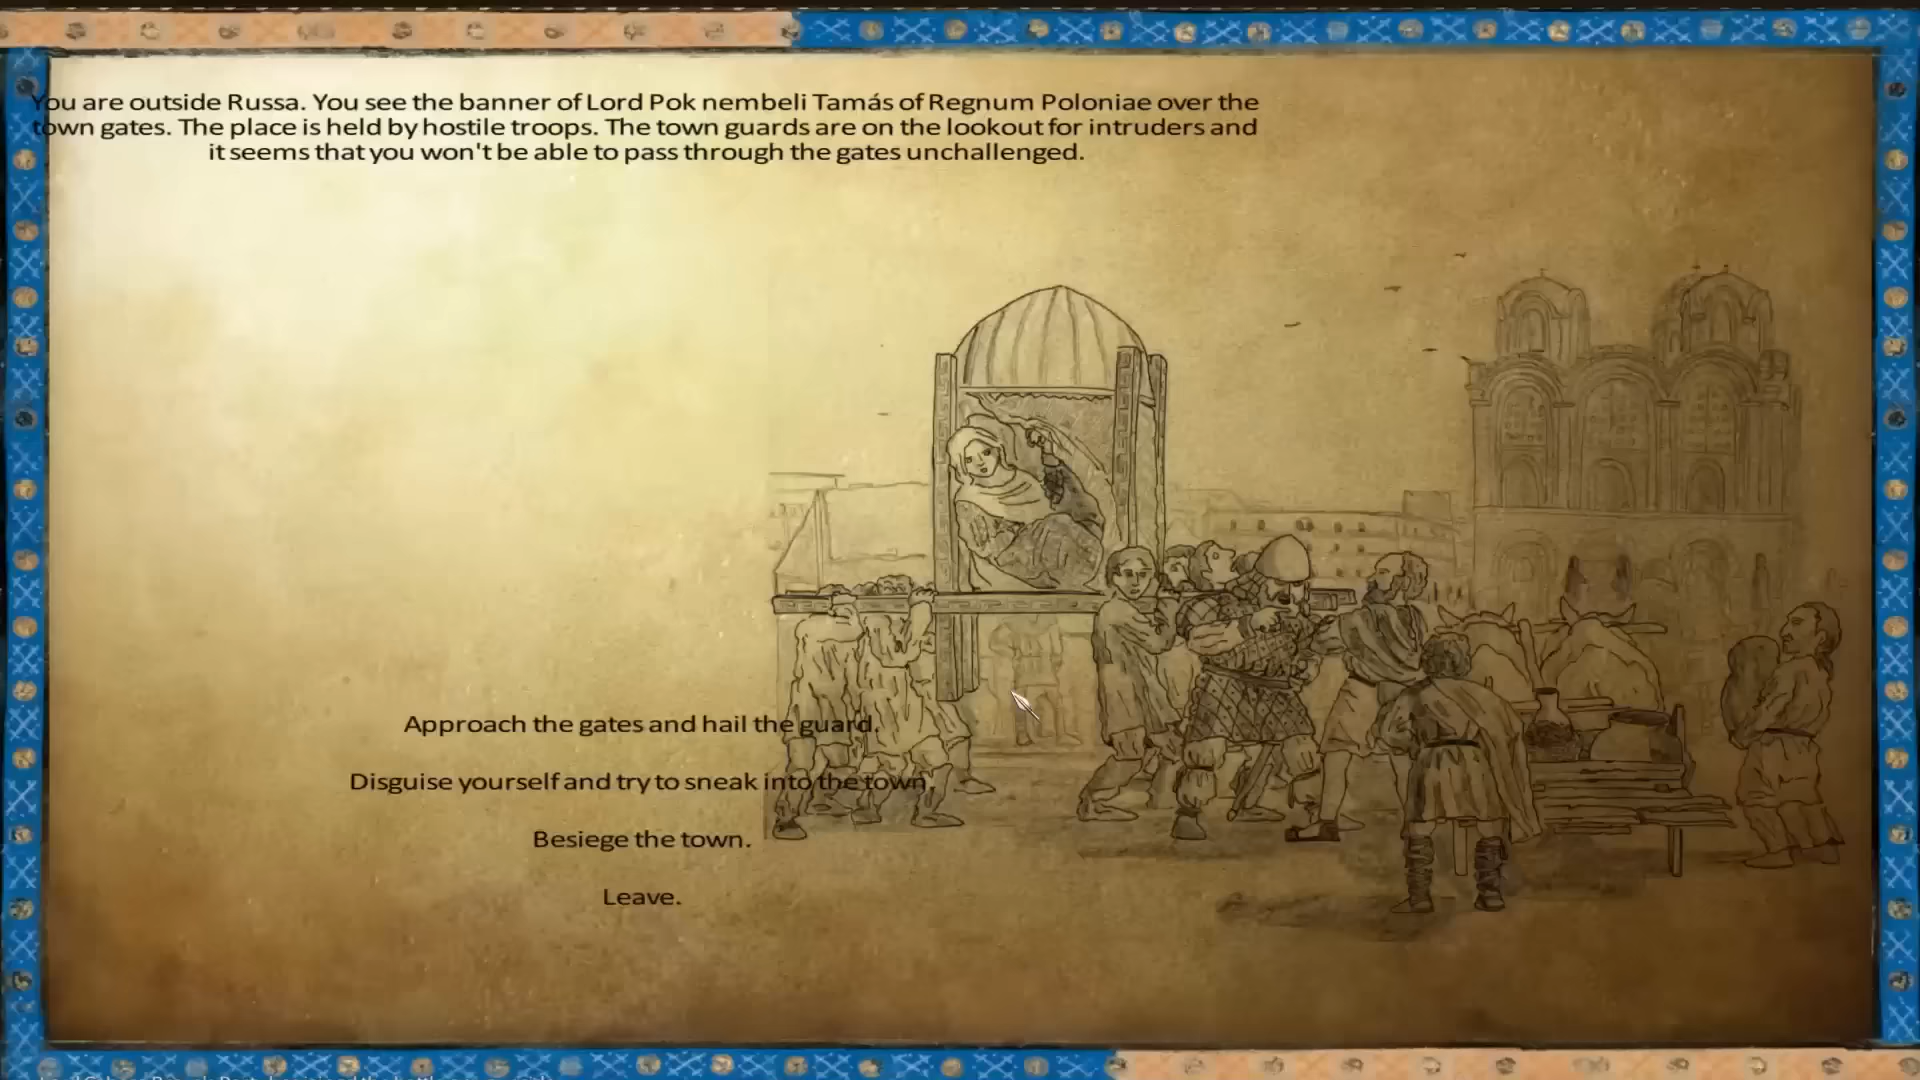 You are outside Russa. You see the banner of Lord Pok nembeli Tamás of Regnum Poloniae over the
town gates. The place is held by hostile troops. The town guards are on the lookout for intruders and
it seems that you won't be able to pass through the gates unchallenged.
Approach the gates and hail the guard.
Disguise yourself and try to sneak into the town.
Besiege the town.
Leave.